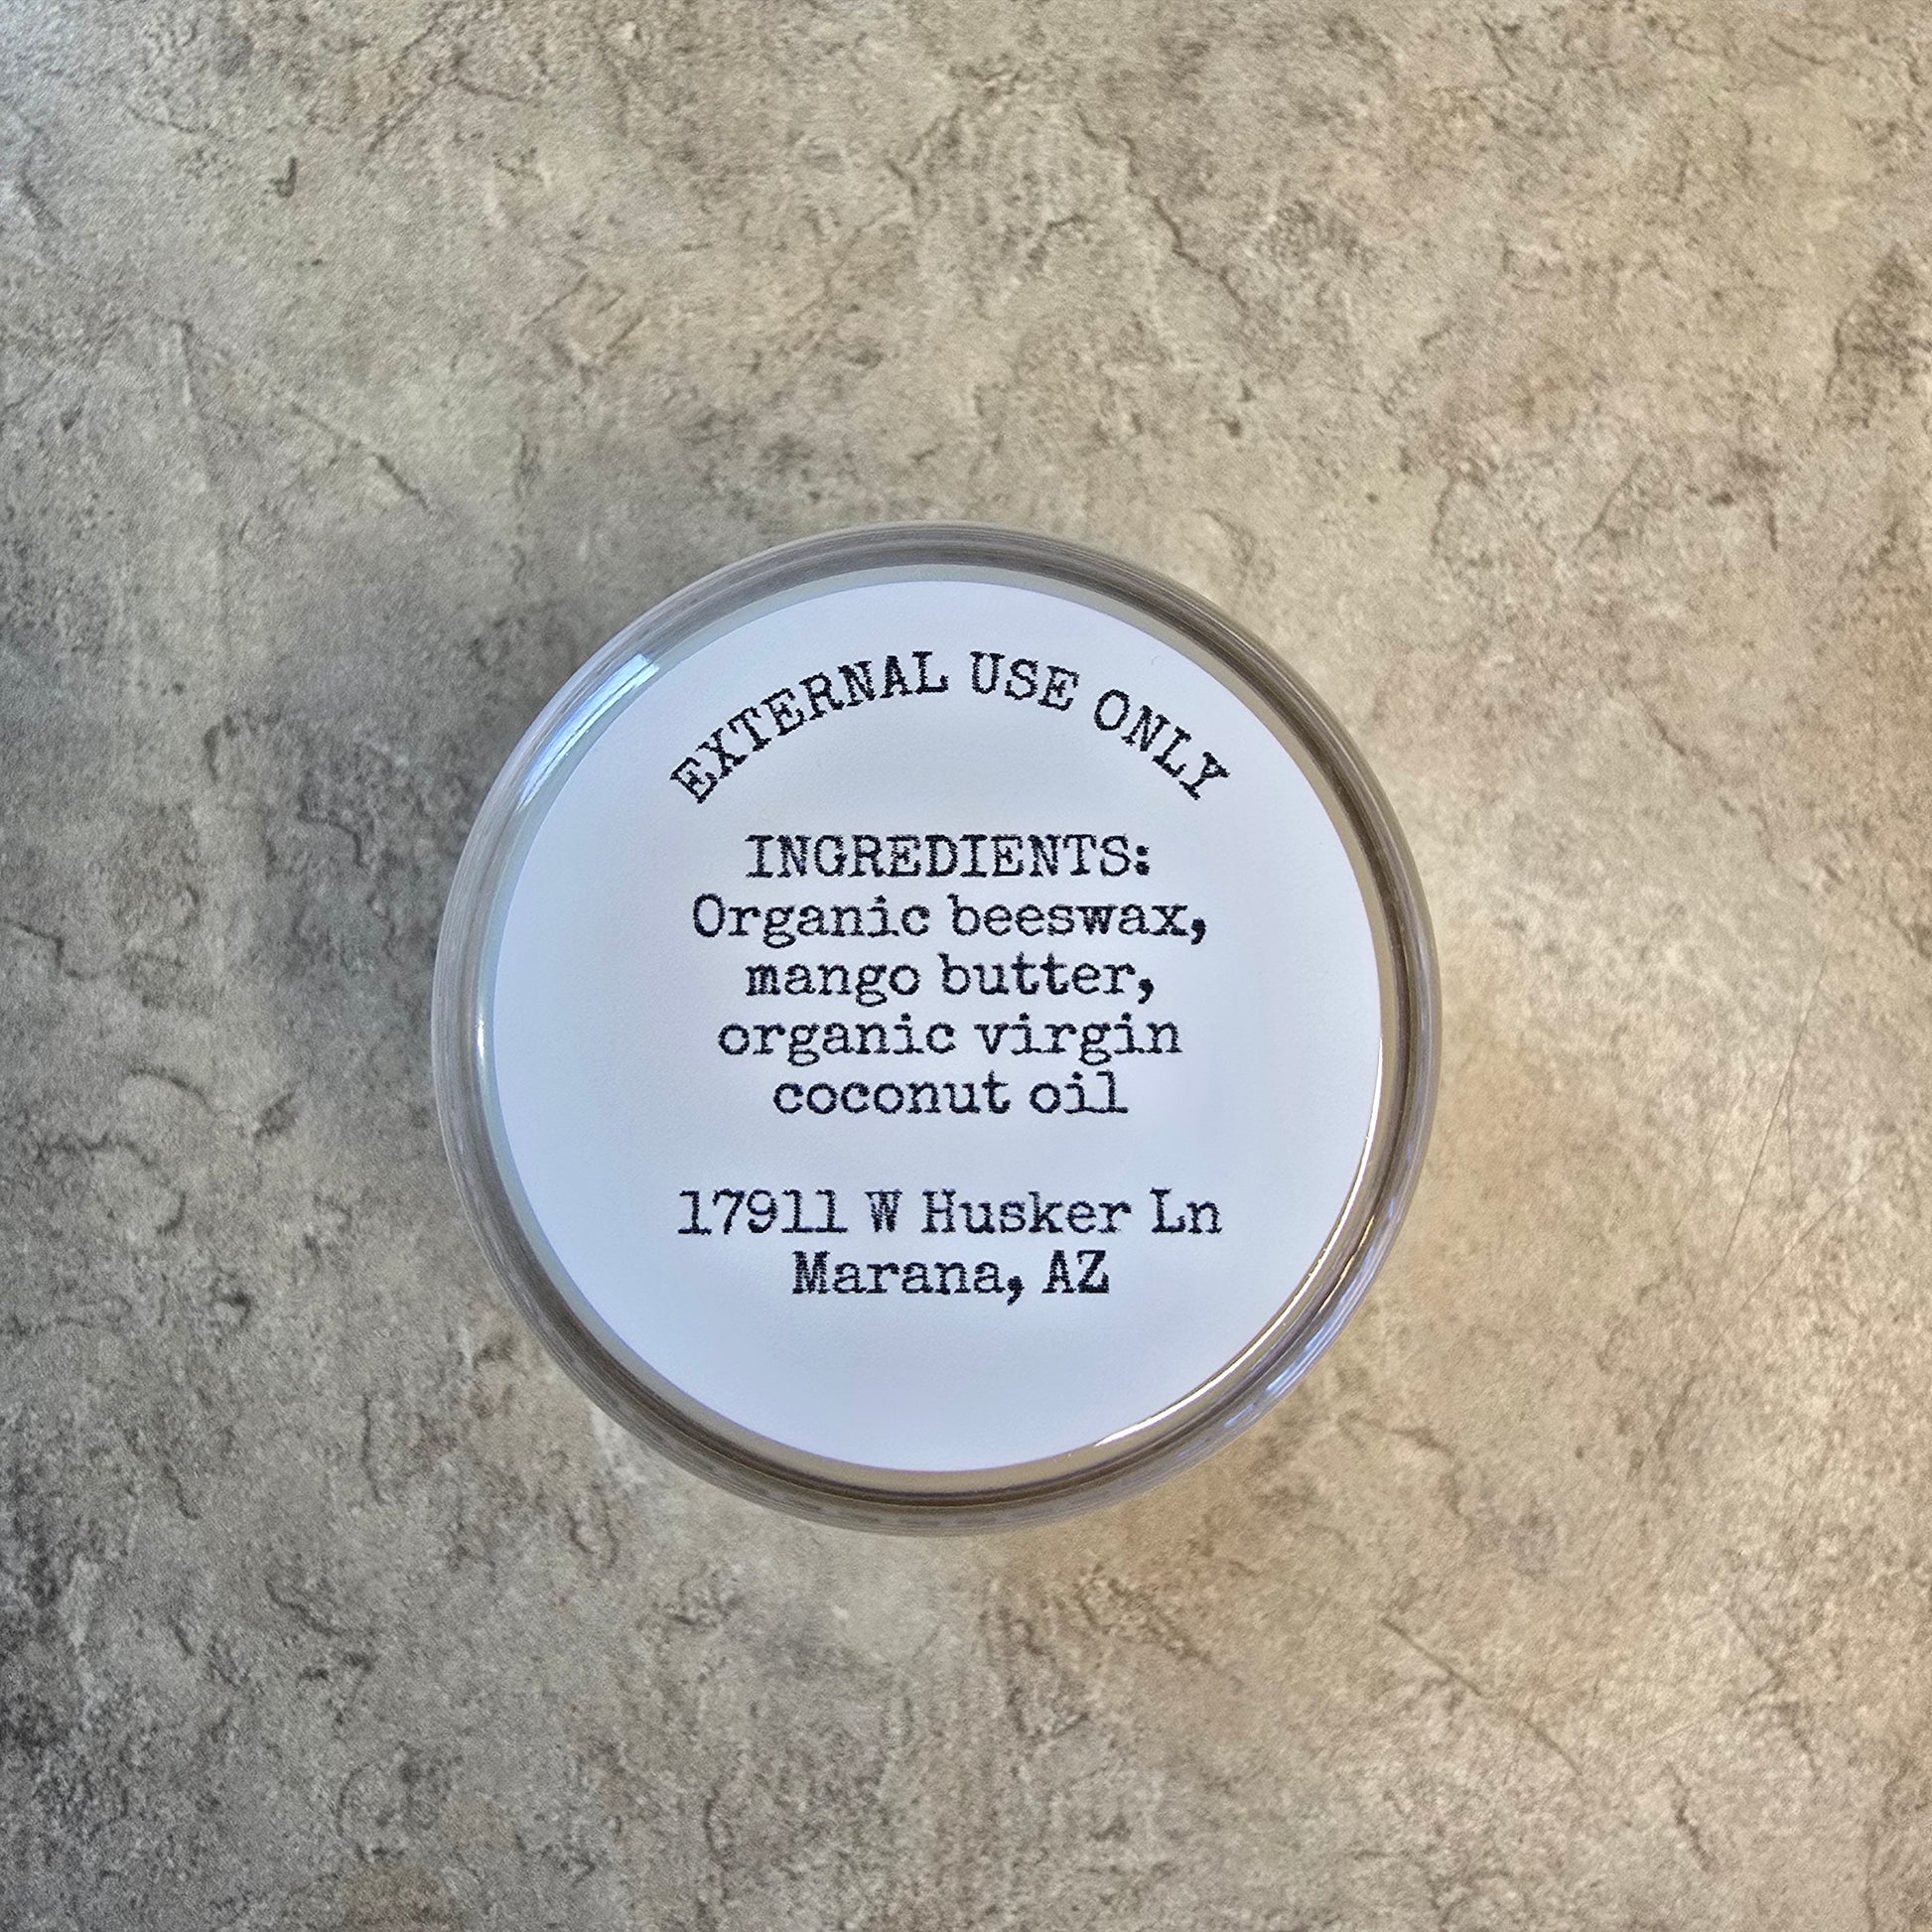 EXTERNAL USE ONLY
INGREDIENTS:
Organic beeswax,
mango butter,
organic virgin
coconut oil
17911 W Husker Ln
Marana, AZ